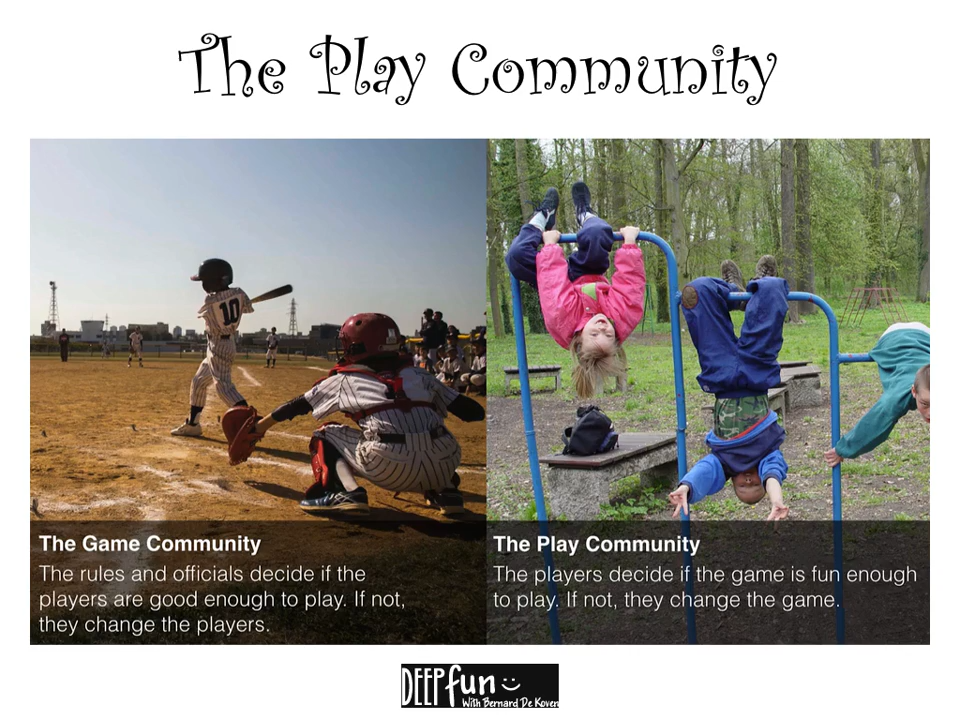 The Play Community
10
The Game Community
The rules and officials decide if the
players are good enough to play. If not,
they change the players.
The Play Community
The players decide if the game is fun enough
to play. If not, they change the game.
DEEP fun
With Bernard De Koven